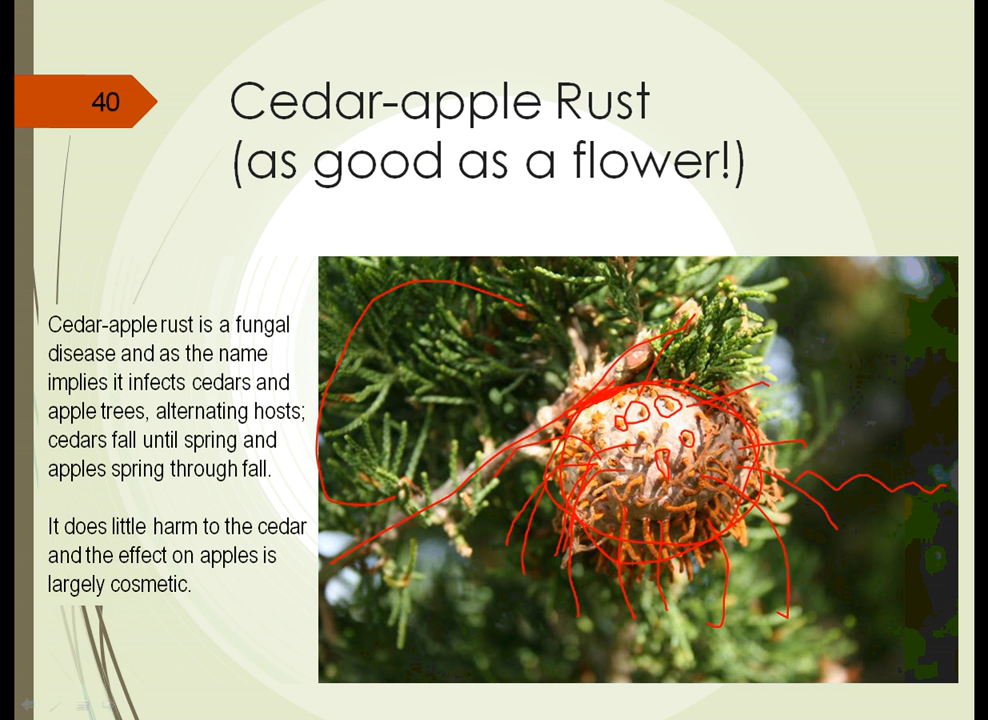 40
Cedar-apple Rust
(as good as a flower!)
Cedar-apple rust is a fungal
disease and as the name
implies it infects cedars and
apple trees, alternating hosts;
cedars fall until spring and
apples spring through fall.
It does little harm to the cedar
and the effect on apples is
largely cosmetic.